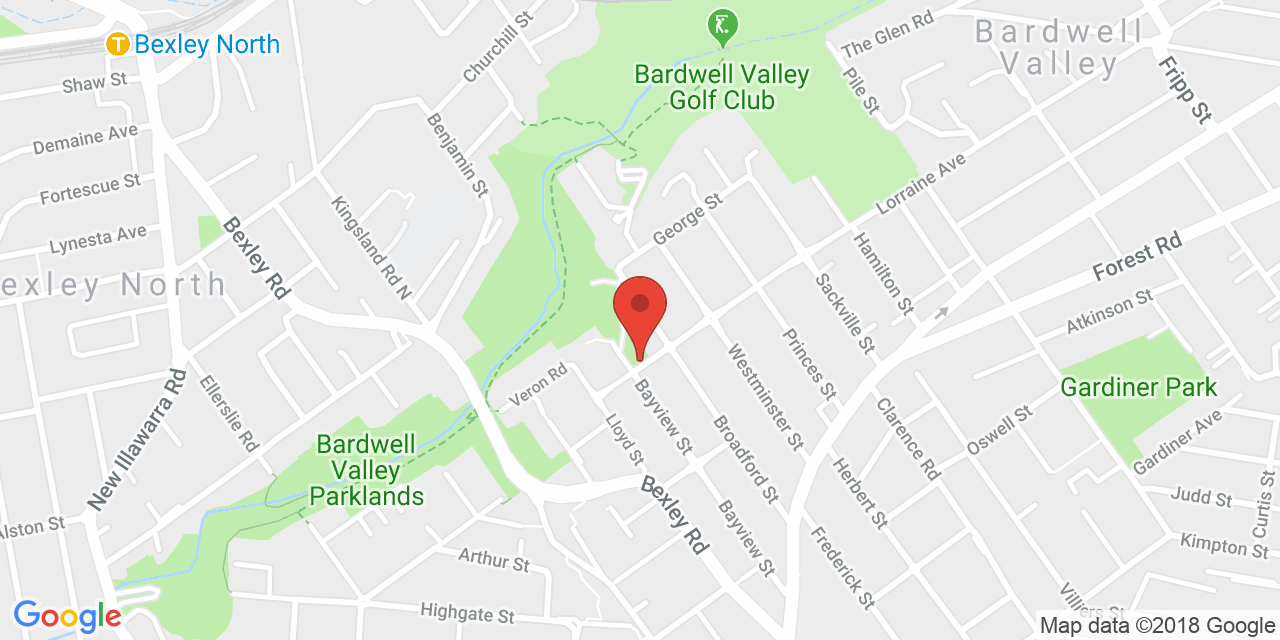 Bexley North
Shaw St
Churchill St
Bardwell Valley
Golf Club
The Glen Rd
Bardwell
Valley
Pile St
Fripp St
Demaine Ave
Benjamin St
Fortescue St
Kingsland Rd N
Lynesta Ave
Bexley Rd
exley North
George St
Lorraine Ave
Hamilton St
Sackville St
Forest Rd
Atkinson St
Princes St
Westminster St
Gardiner Park
Ellerslie Rd
New Illawarra Rd
Veron Rd
Bayview St
Lloyd St
Broadford St
Clarence Rd
Oswell St
Gardiner Ave
Bardwell
Valley
Parklands
Herbert St
Judd St
Curtis St
Alston St
Bexley Rd
Bayview St
Frederick St
Kimpton St
Arthur St
Highgate St
Villiers St
Google
Map data ©2018 Google